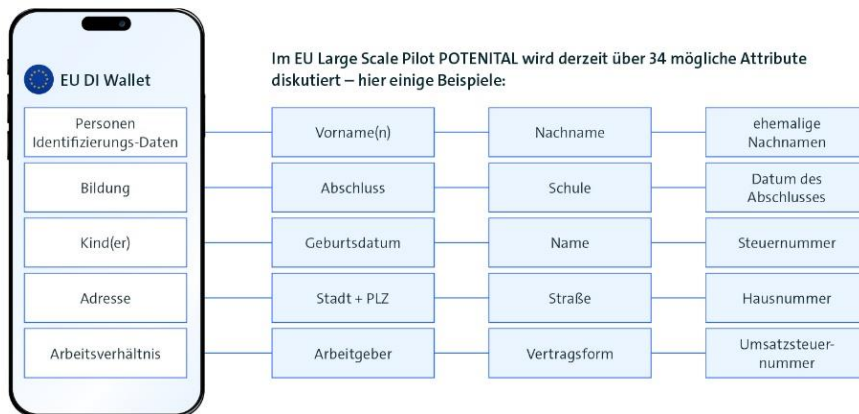 Im EU Large Scale Pilot POTENITAL wird derzeit über 34 mögliche Attribute
diskutiert – hier einige Beispiele:
EU DI Wallet
Personen
Identifizierungs-Daten
Vorname(n)
Nachname
ehemalige
Nachnamen
Bildung
Abschluss
Schule
Datum des
Abschlusses
Kind(er)
Geburtsdatum
Name
Steuernummer
Adresse
Stadt + PLZ
Straße
Hausnummer
Arbeitsverhältnis
Arbeitgeber
Vertragsform
Umsatzsteuer-
nummer